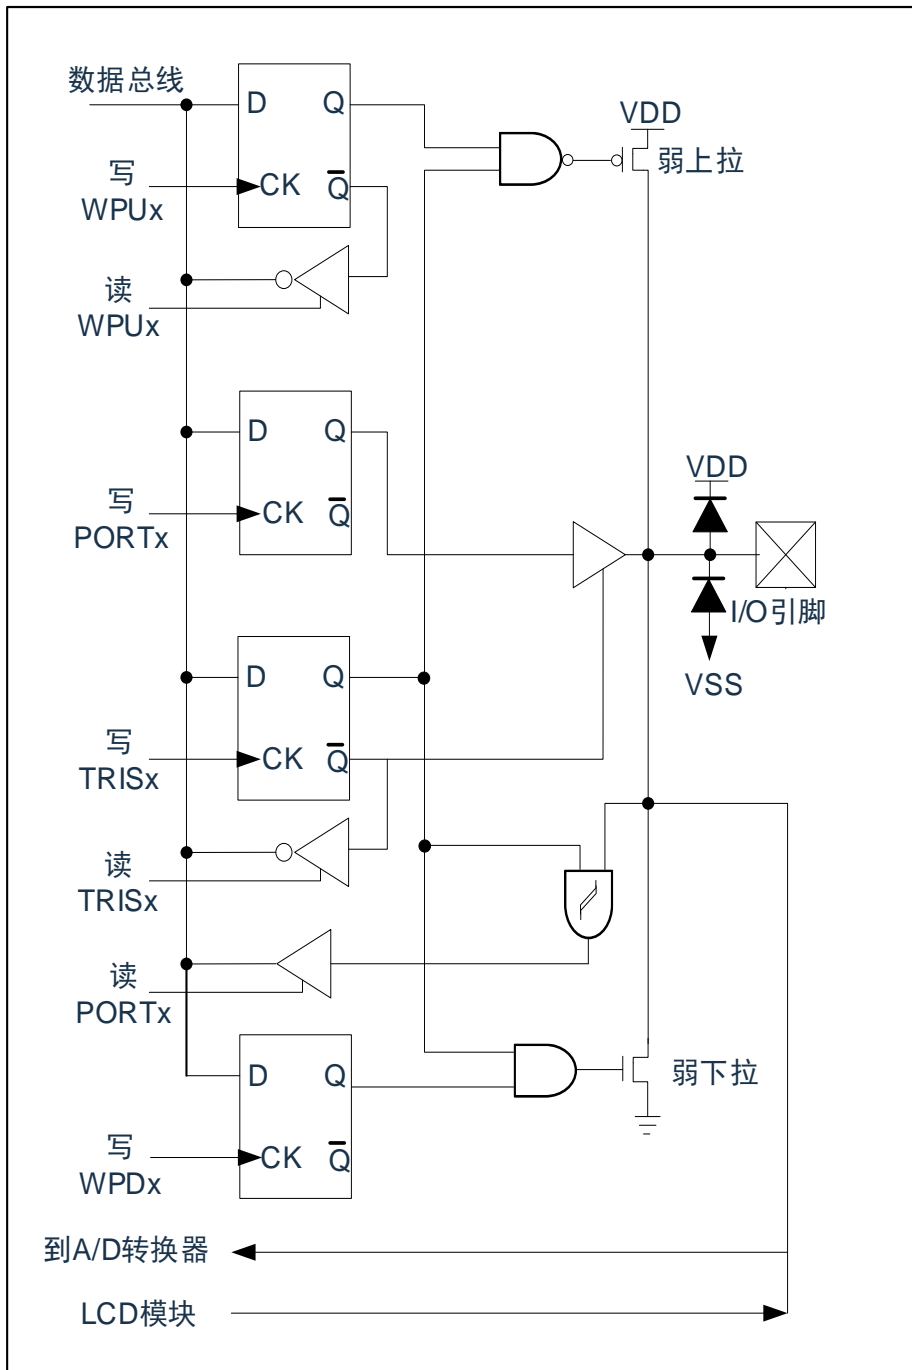 数据总线
D
Q
写
WPUx
CK
Q̅
读
WPUx
VDD
弱上拉
D
Q
写
PORTx
CK
Q̅
VDD
I/O引脚
VSS
D
Q
写
TRISx
CK
Q̅
读
TRISx
读
PORTx
D
Q
弱下拉
写
WPDx
CK
Q̅
到A/D转换器
LCD模块